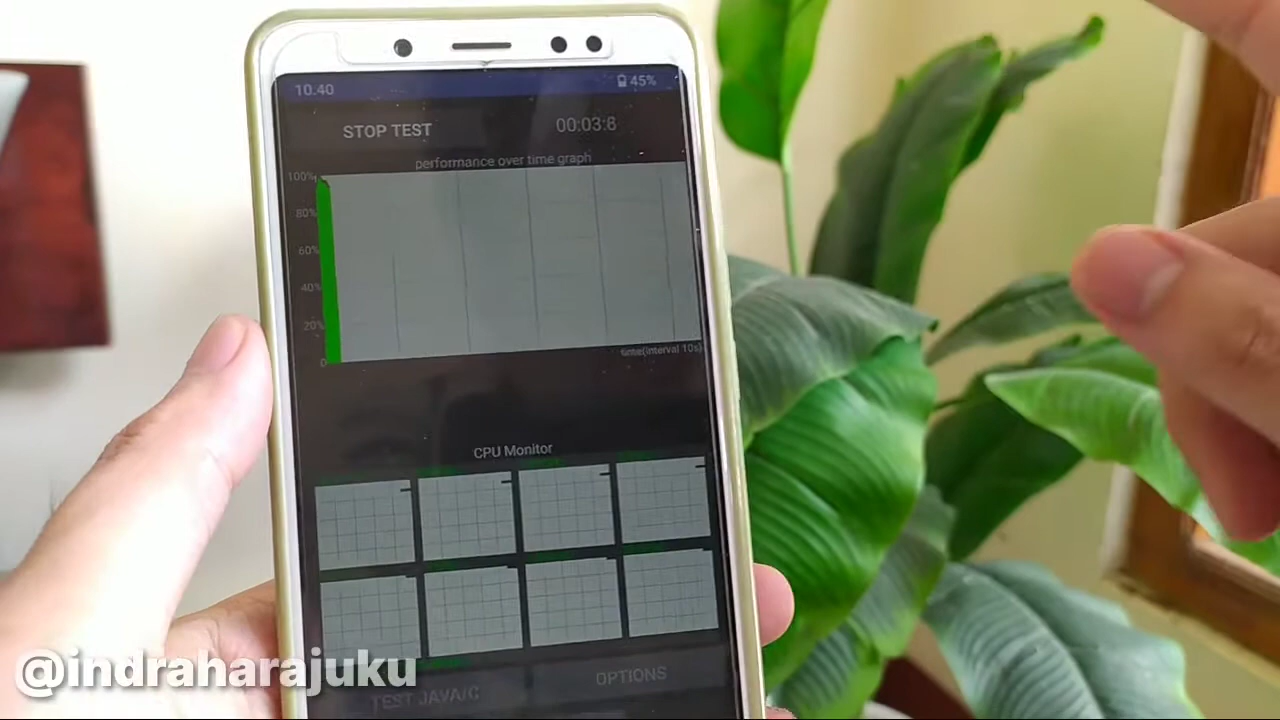 10.40
45%
STOP TEST
00:03:8
performance over time graph
100%
80%
60%
40%
20%
0
time(interval 10s)
CPU Monitor
OPTIONS
TEST JAVA/C
@indraharajuku